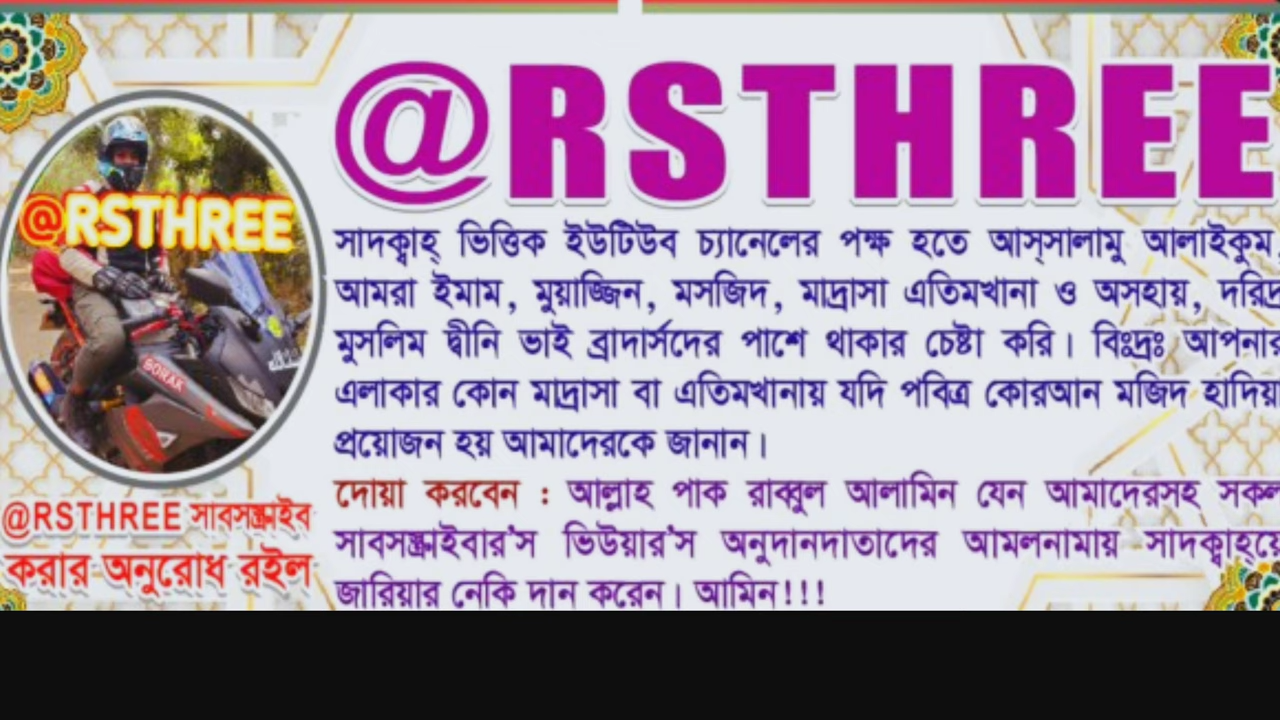 @RSTHREE
সাদক্বাহ্ ভিত্তিক ইউটিউব চ্যানেলের পক্ষ হতে আস্সালামু আলাইকুম,
আমরা ইমাম, মুয়াজ্জিন, মসজিদ, মাদ্রাসা এতিমখানা ও অসহায়, দরিদ্র
মুসলিম দ্বীনি ভাই ব্রাদার্সদের পাশে থাকার চেষ্টা করি। বিঃদ্রঃ আপনার
এলাকার কোন মাদ্রাসা বা এতিমখানায় যদি পবিত্র কোরআন মজিদ হাদিয়া
প্রয়োজন হয় আমাদেরকে জানান।
দোয়া করবেন : আল্লাহ পাক রাব্বুল আলামিন যেন আমাদেরসহ সকল
সাবসক্রাইবার'স ভিউয়ার'স অনুদানদাতাদের আমলনামায় সাদক্বাহ্য়ে
জারিয়ার নেকি দান করেন। আমিন!!!
@RSTHREE
BORAK
@RSTHREE সাবসক্রাইব
করার অনুরোধ রইল